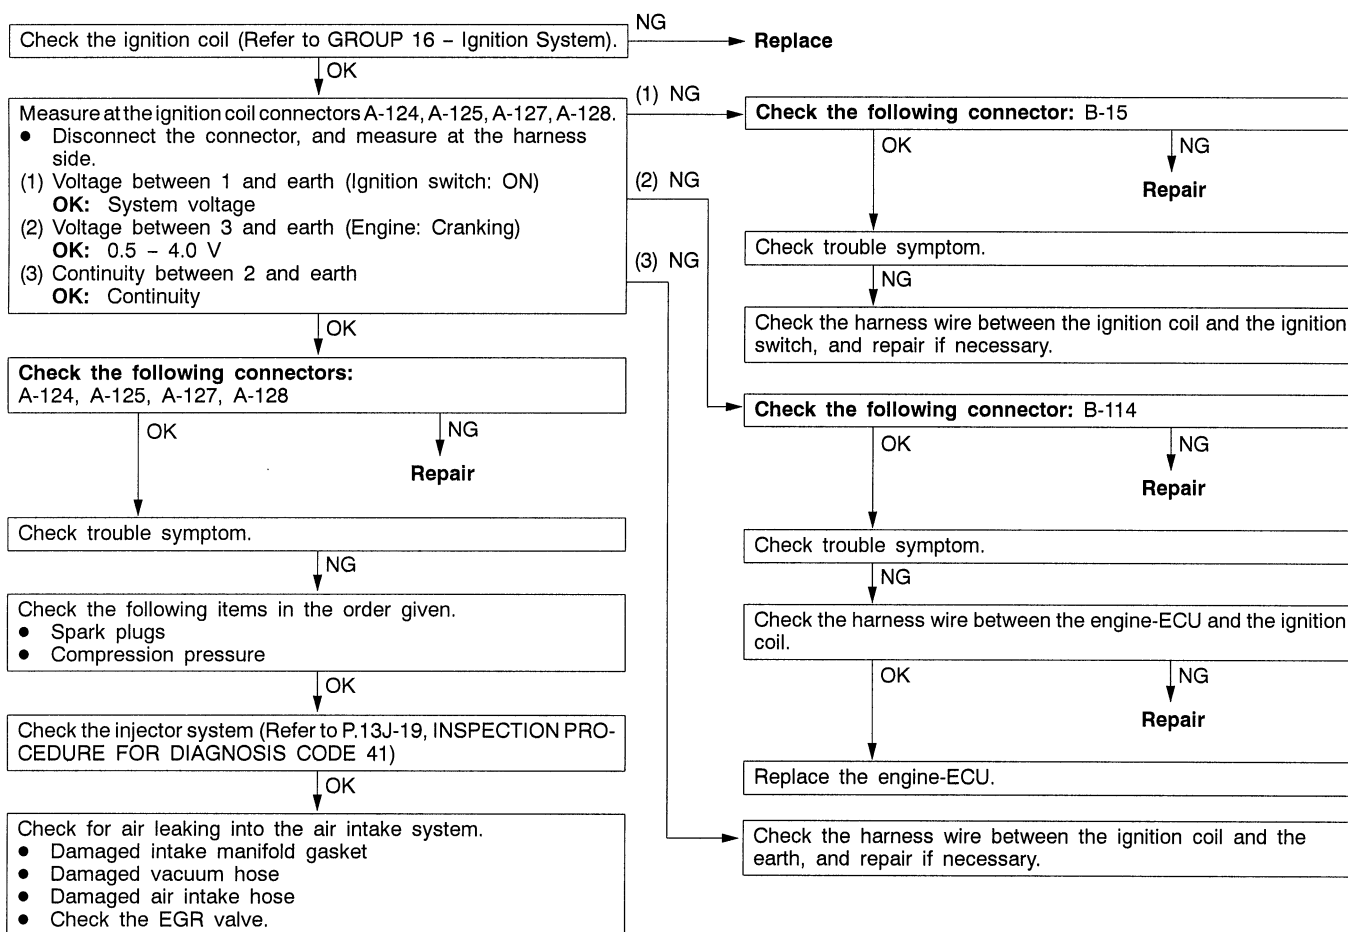 Check the ignition coil (Refer to GROUP 16 – Ignition System).
NG
Replace
OK
Measure at the ignition coil connectors A-124, A-125, A-127, A-128.
● Disconnect the connector, and measure at the harness
side.
(1) Voltage between 1 and earth (Ignition switch: ON)
OK: System voltage
(2) Voltage between 3 and earth (Engine: Cranking)
OK: 0.5 – 4.0 V
(3) Continuity between 2 and earth
OK: Continuity
(1) NG
(2) NG
(3) NG
OK
Check the following connectors:
A-124, A-125, A-127, A-128
OK
NG
Repair
Check trouble symptom.
NG
Check the following items in the order given.
● Spark plugs
● Compression pressure
OK
Check the injector system (Refer to P.13J-19, INSPECTION PRO-
CEDURE FOR DIAGNOSIS CODE 41)
OK
Check for air leaking into the air intake system.
● Damaged intake manifold gasket
● Damaged vacuum hose
● Damaged air intake hose
● Check the EGR valve.
Check the following connector: B-15
OK
NG
Repair
Check trouble symptom.
NG
Check the harness wire between the ignition coil and the ignition
switch, and repair if necessary.
Check the following connector: B-114
OK
NG
Repair
Check trouble symptom.
NG
Check the harness wire between the engine-ECU and the ignition
coil.
OK
NG
Repair
Replace the engine-ECU.
Check the harness wire between the ignition coil and the
earth, and repair if necessary.